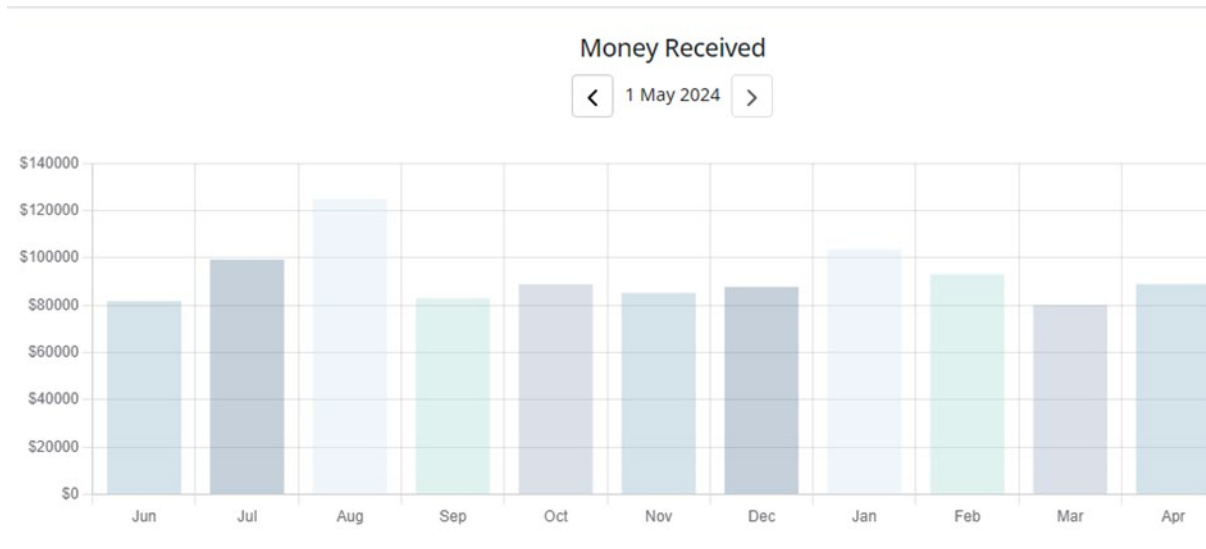 Money Received
1 May 2024
$140000
$120000
$100000
$80000
$60000
$40000
$20000
$0
Jun Jul Aug Sep Oct Nov Dec Jan Feb Mar Apr